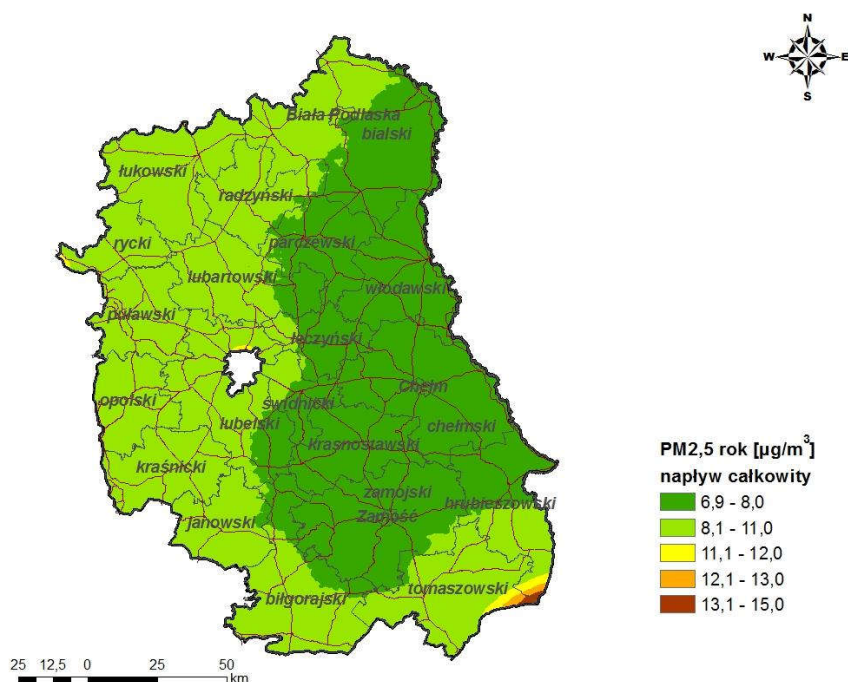 N
W E
S
Biała Podlaska
bialski
łukowski
radzyński
rycki
parczewski
lubartowski
włodawski
puławski
łęczyński
Chełm
opolski
świdnicki
lubelski
chełmski
krasnostawski
kraśnicki
zamojski
hrubieszowski
janowski
Zamość
tomaszowski
biłgorajski
PM2,5 rok [µg/m³]
napływ całkowity
6,9 - 8,0
8,1 - 11,0
11,1 - 12,0
12,1 - 13,0
13,1 - 15,0
25 12,5 0 25 50
km